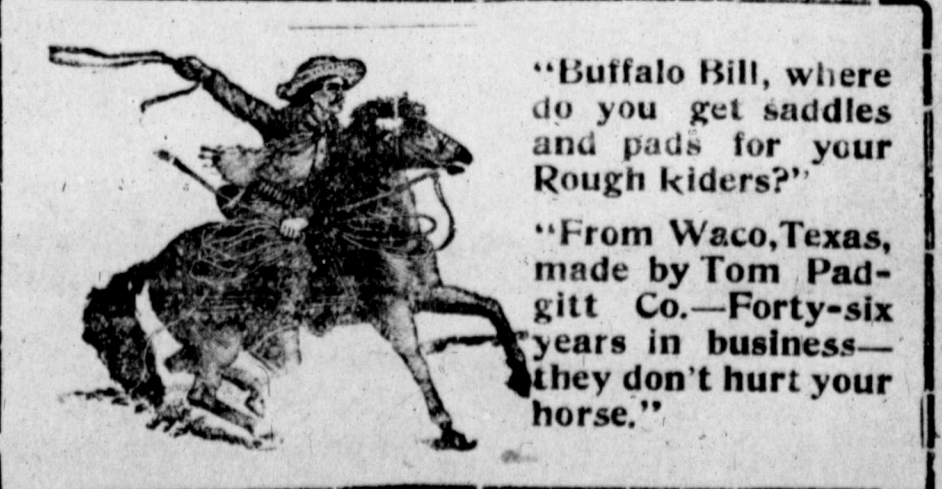 "Buffalo Bill, where
do you get saddles
and pads for your
Rough Riders?"
"From Waco, Texas,
made by Tom Pad-
gitt Co.—Forty-six
years in business—
they don't hurt your
horse."